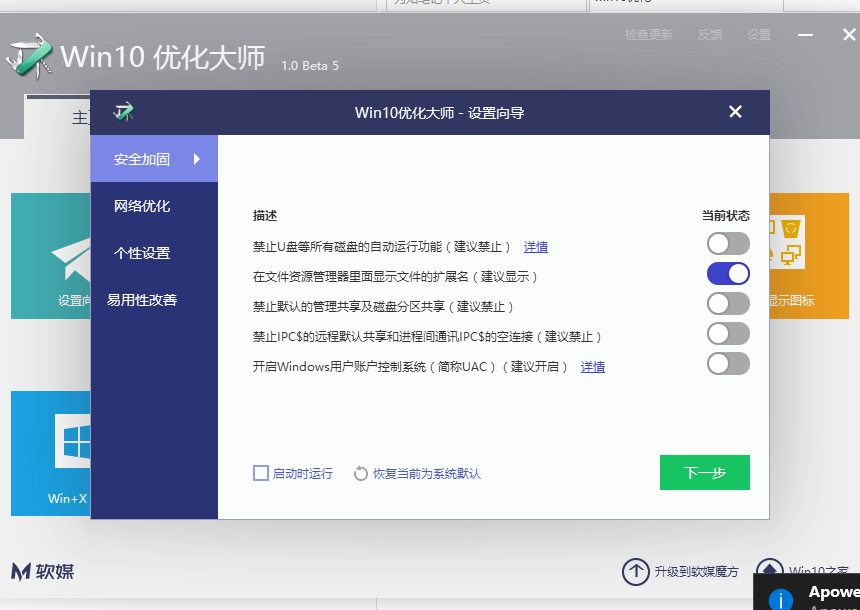 检查更新 反馈 设置
Win10 优化大师 1.0 Beta 5
Win10优化大师 - 设置向导
安全加固
网络优化
个性设置
易用性改善
描述 当前状态
禁止U盘等所有磁盘的自动运行功能（建议禁止） 详情
在文件资源管理器里面显示文件的扩展名（建议显示）
禁止默认的管理共享及磁盘分区共享（建议禁止）
禁止IPC$的远程默认共享和进程间通讯IPC$的空连接（建议禁止）
开启Windows用户账户控制系统（简称UAC）（建议开启） 详情
设置向
显示图标
启动时运行 恢复当前为系统默认 下一步
Win+X
软媒 升级到软媒魔方 Win10之家
Apowe